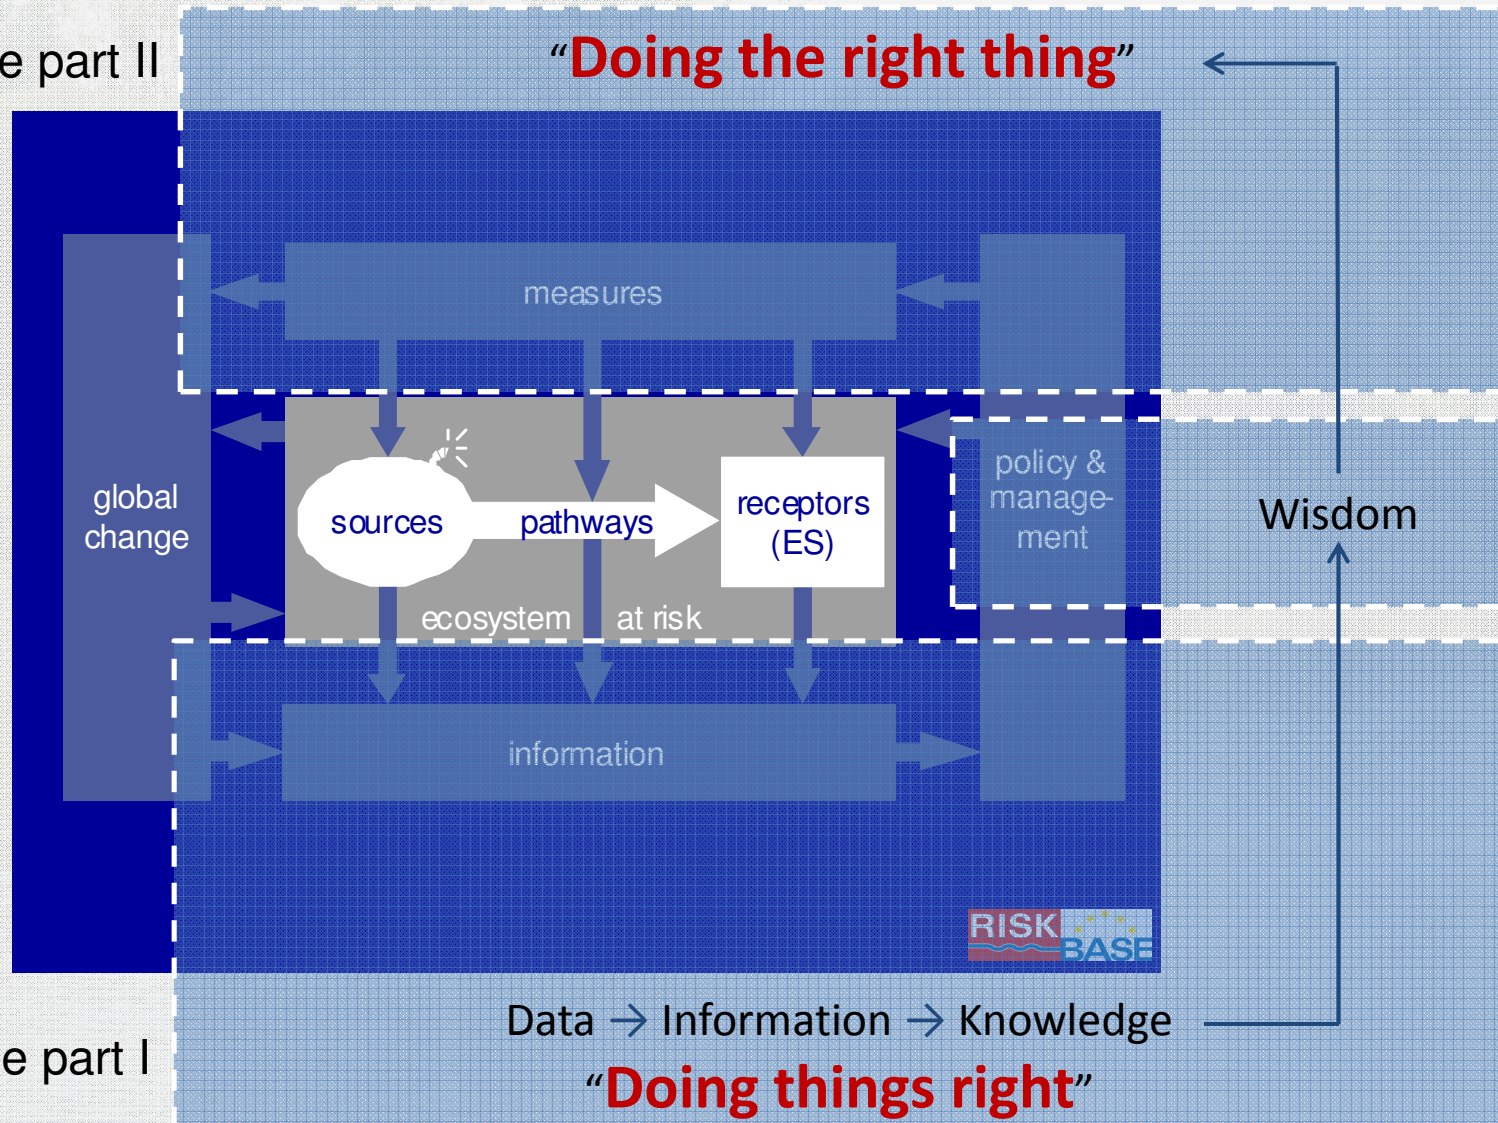 e part II
“Doing the right thing”
measures
global
change
sources
pathways
receptors
(ES)
policy &
manage-
ment
Wisdom
ecosystem at risk
information
RISK
BASE
Data → Information → Knowledge
e part I
“Doing things right”